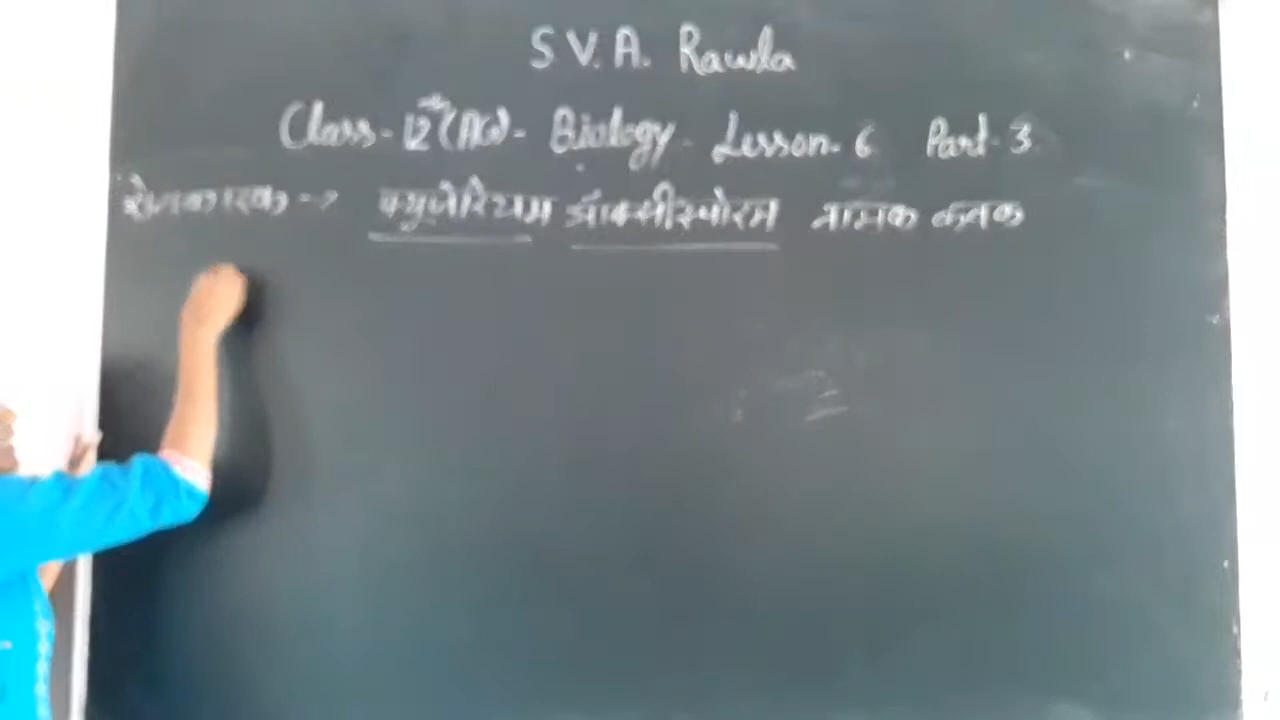 S.V.A. Rawla
Class - 12th (AG) - Biology - Lesson - 6 Part - 3
रोगकारक → फ्युजेरियम ऑक्सीस्पोरम नामक कवक